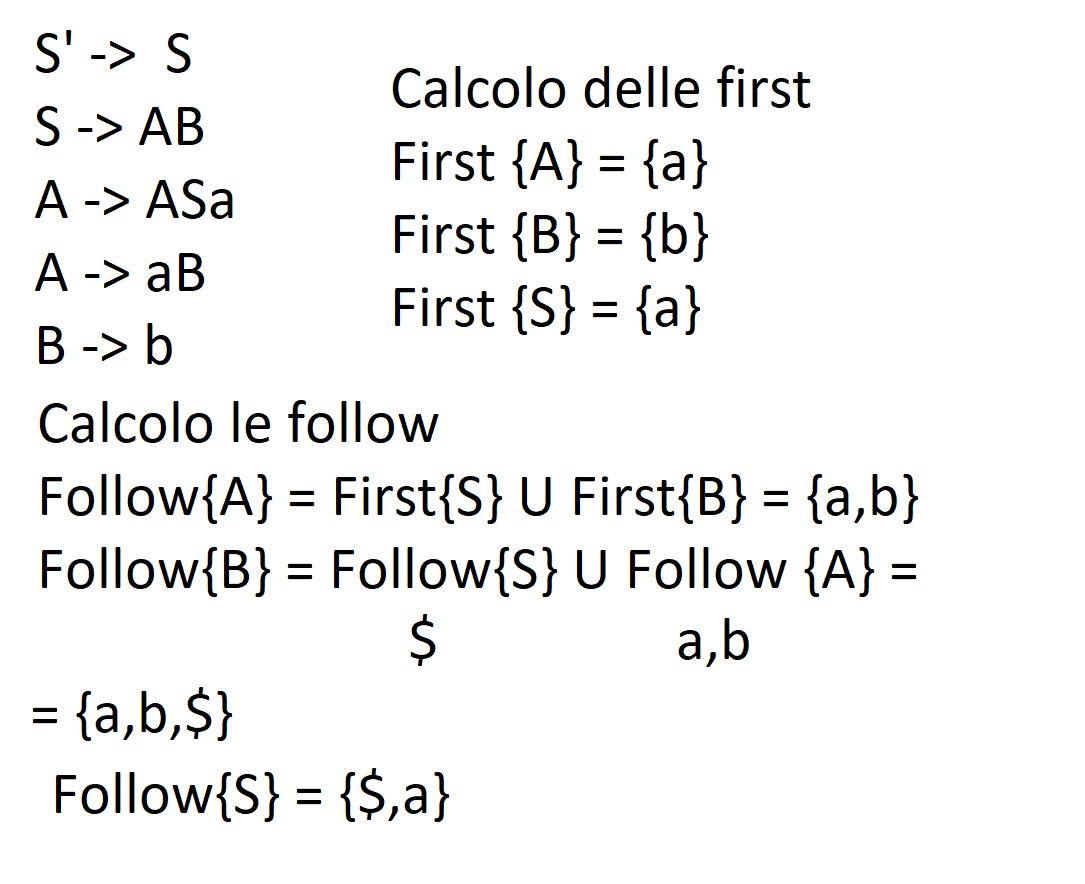 S' -> S
S -> AB
A -> ASa
A -> aB
B -> b
Calcolo delle first
First {A} = {a}
First {B} = {b}
First {S} = {a}
Calcolo le follow
Follow{A} = First{S} U First{B} = {a,b}
Follow{B} = Follow{S} U Follow {A} =
$ a,b
= {a,b,$}
Follow{S} = {$,a}